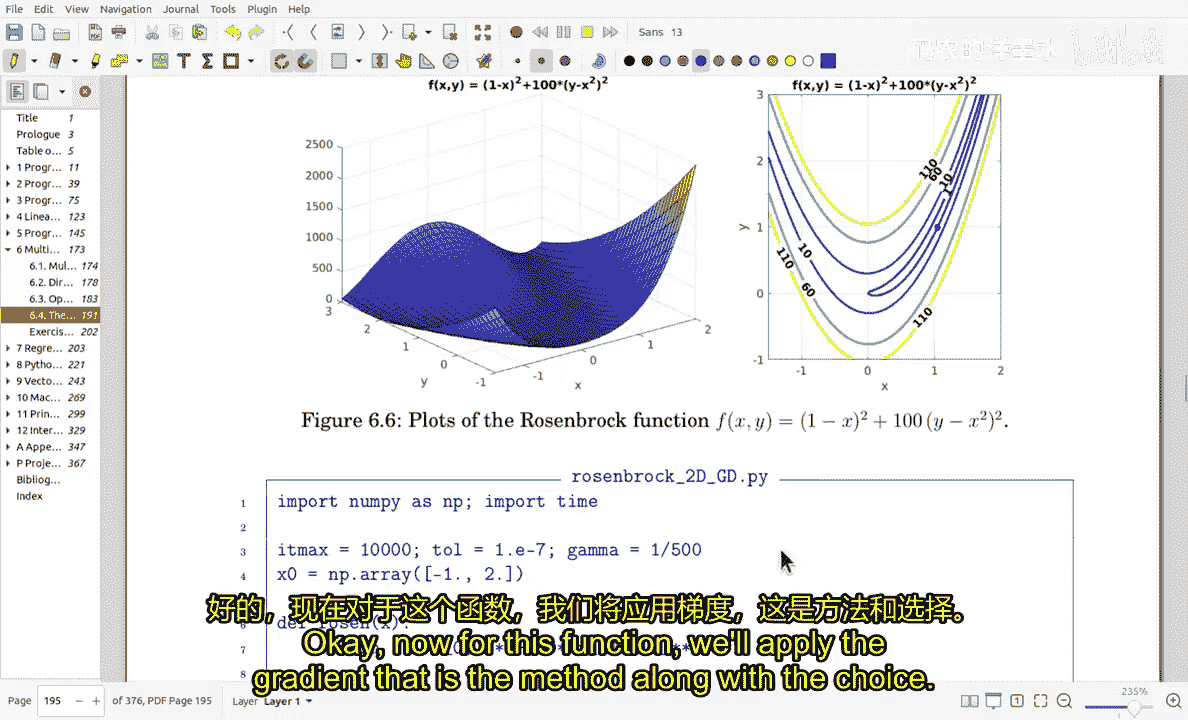 File Edit View Navigation Journal Tools Plugin Help
Sans 13
Title 1
Prologue 3
Table o... 5
1 Progr... 11
2 Progr... 39
3 Progr... 75
4 Linea... 123
5 Progr... 145
6 Multi... 173
6.1. Mul... 174
6.2. Dir... 178
6.3. Op... 183
6.4. The... 191
Exercis... 202
7 Regre... 203
8 Pytho... 221
9 Vecto... 243
10 Mac... 269
11 Prin... 299
12 Inter... 329
A Appe... 347
P Proje... 367
Bibliog...
Index
f(x,y) = (1-x)²+100*(y-x²)²
2500
2000
1500
1000
500
0
3
2
1
0
-1
y
-1
0
1
2
x
f(x,y) = (1-x)²+100*(y-x²)²
3
2
1
0
-1
y
-1
0
1
2
x
110
60
10
1
10
60
110
110
Figure 6.6: Plots of the Rosenbrock function f(x, y) = (1 − x)² + 100 (y − x²)².
rosenbrock_2D_GD.py
1 import numpy as np; import time
2
3 itmax = 10000; tol = 1.e-7; gamma = 1/500
4 x0 = np.array([-1., 2.])
6 def rosen(x):
7
8
好的，现在对于这个函数，我们将应用梯度，这是方法和选择。
Okay, now for this function, we'll apply the
gradient that is the method along with the choice.
Page 195 of 376, PDF Page 195 Layer Layer 1
235%